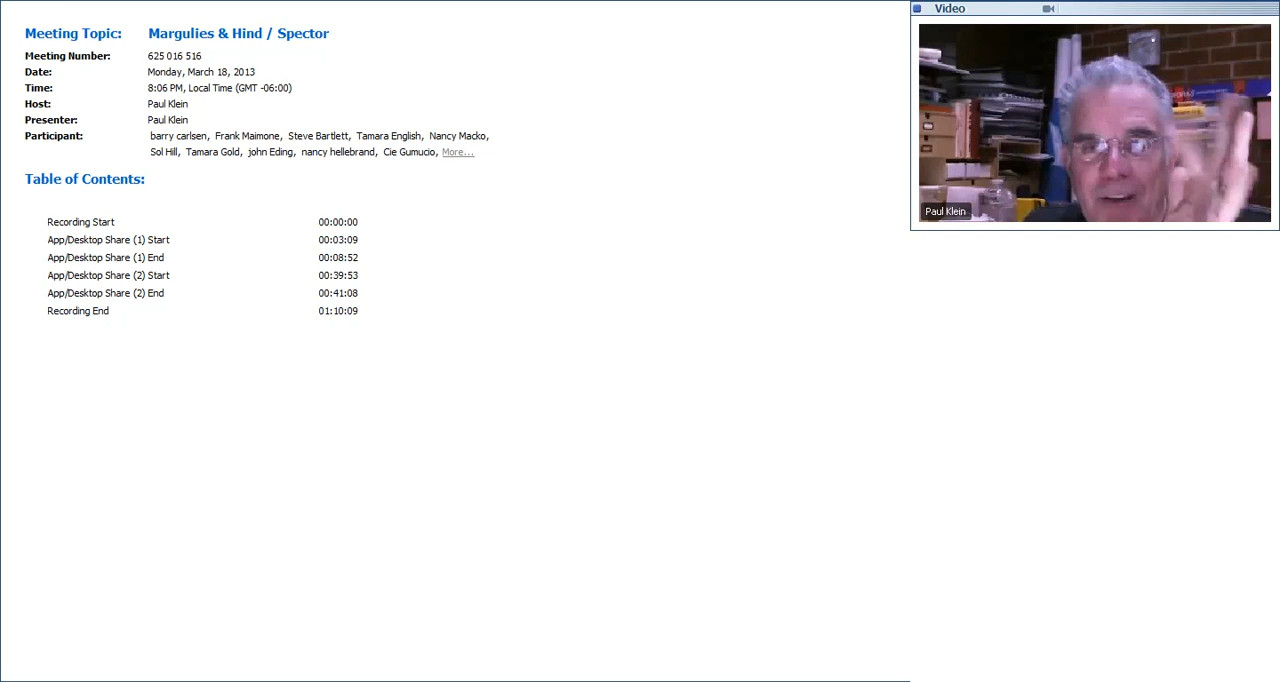 Meeting Topic: Margulies & Hind / Spector
Meeting Number: 625 016 516
Date: Monday, March 18, 2013
Time: 8:06 PM, Local Time (GMT -06:00)
Host: Paul Klein
Presenter: Paul Klein
Participant: barry carlsen, Frank Maimone, Steve Bartlett, Tamara English, Nancy Macko,
Sol Hill, Tamara Gold, john Eding, nancy hellebrand, Cie Gumucio, More...
Table of Contents:
Recording Start 00:00:00
App/Desktop Share (1) Start 00:03:09
App/Desktop Share (1) End 00:08:52
App/Desktop Share (2) Start 00:39:53
App/Desktop Share (2) End 00:41:08
Recording End 01:10:09
Video
Paul Klein